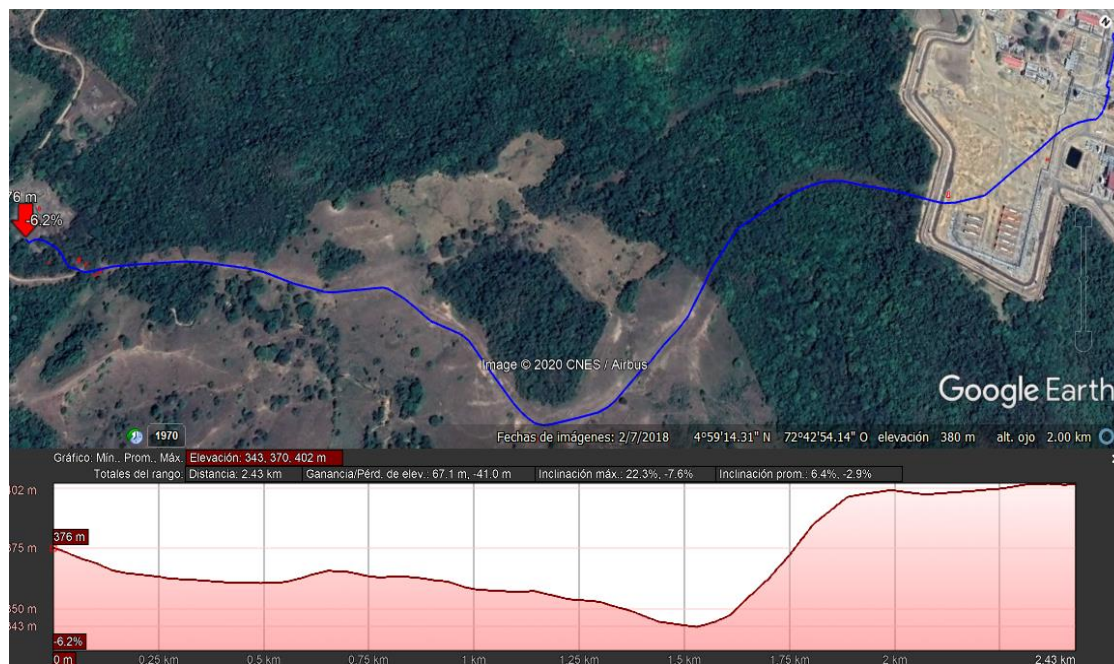 N
76 m
-6.2%
Image © 2020 CNES / Airbus
Google Earth
1970
Fechas de imágenes: 2/7/2018 4°59'14.31" N 72°42'54.14" O elevación 380 m alt. ojo 2.00 km
Gráfico: Mín., Prom., Máx. Elevación: 343, 370, 402 m
Totales del rango: Distancia: 2.43 km Ganancia/Pérd. de elev.: 67.1 m, -41.0 m Inclinación máx.: 22.3%, -7.6% Inclinación prom.: 6.4%, -2.9%
402 m
376 m
375 m
350 m
343 m
-6.2%
0 m 0.25 km 0.5 km 0.75 km 1 km 1.25 km 1.5 km 1.75 km 2 km 2.43 km